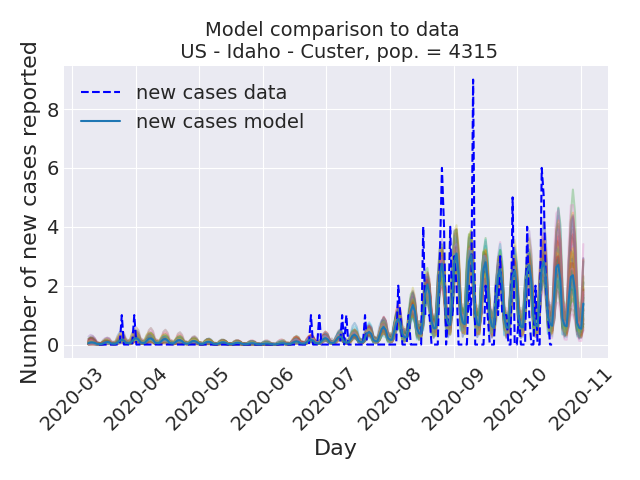 Model comparison to data
US - Idaho - Custer, pop. = 4315
Number of new cases reported
new cases data
new cases model
8
6
4
2
0
2020-03
2020-04
2020-05
2020-06
2020-07
2020-08
2020-09
2020-10
2020-11
Day